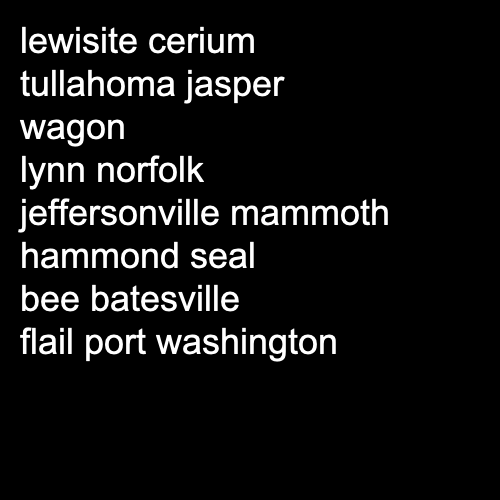 lewisite cerium
tullahoma jasper
wagon
lynn norfolk
jeffersonville mammoth
hammond seal
bee batesville
flail port washington